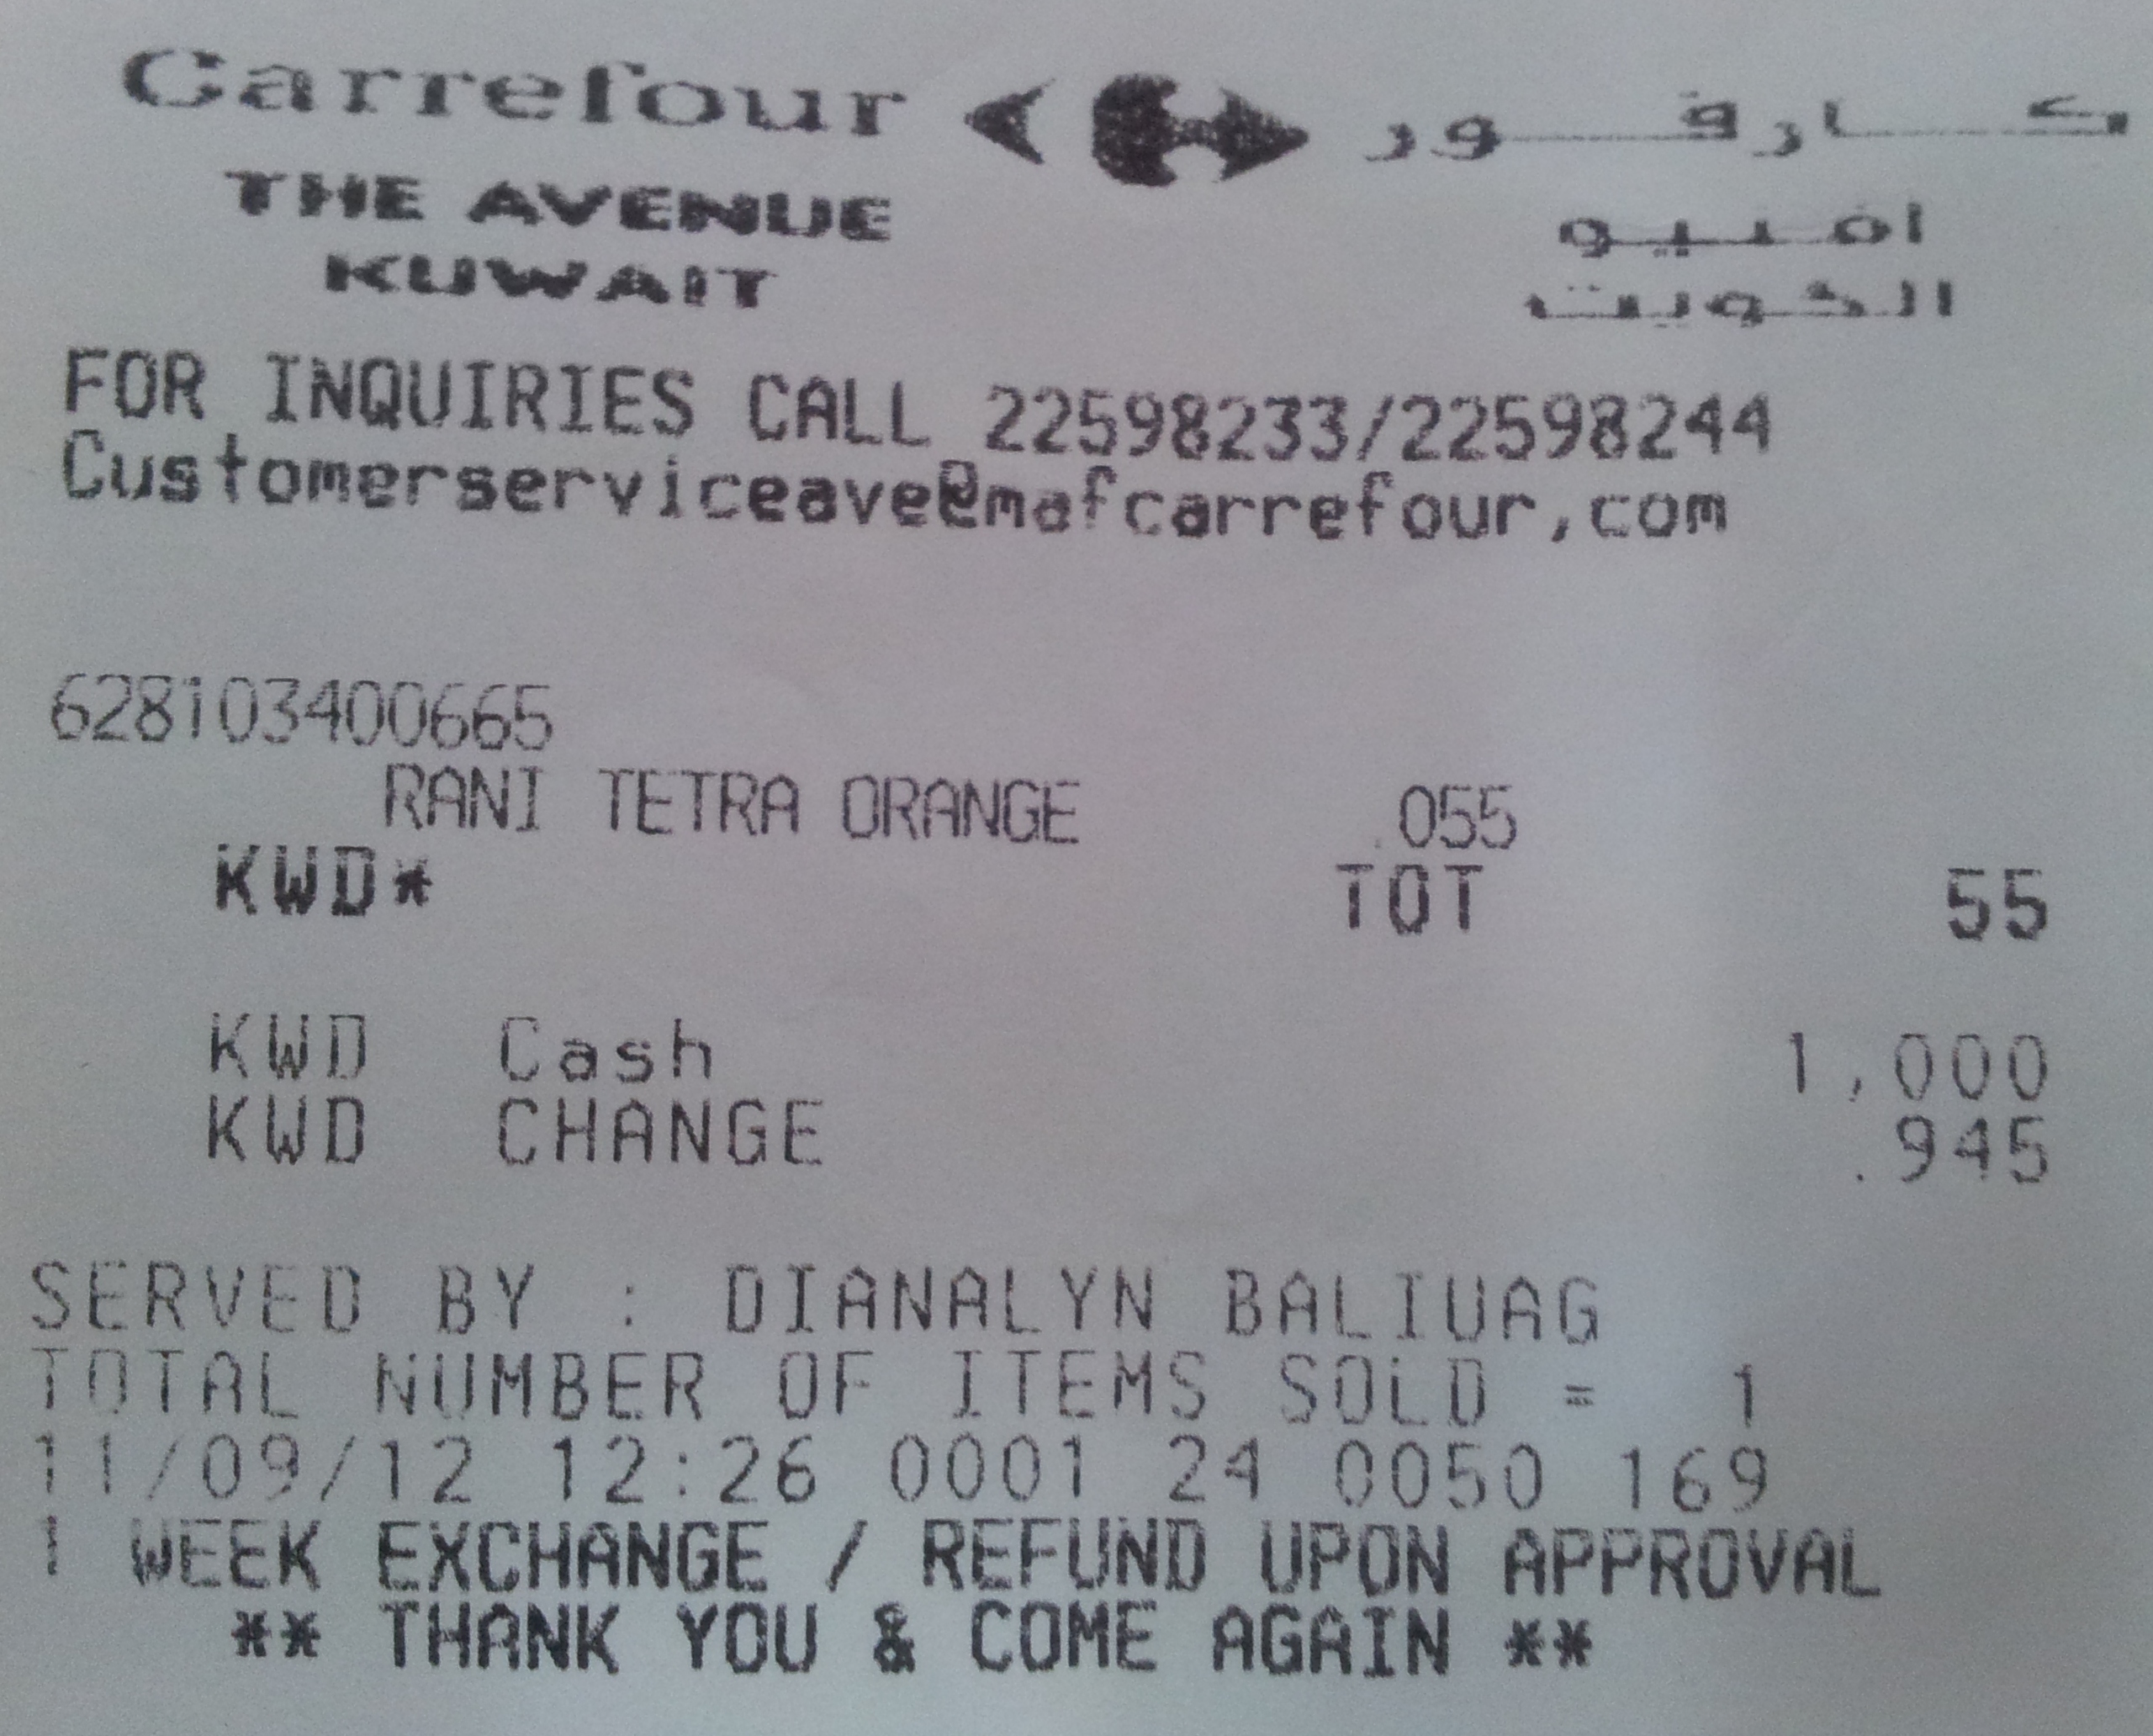 Carrefour كارفور
THE AVENUE افنيو
KUWAIT الكويت
FOR INQUIRIES CALL 22598233/22598244
Customerserviceave@mafcarrefour,com
628103400665
RANI TETRA ORANGE .055
KWD* TOT 55
KWD Cash 1,000
KWD CHANGE .945
SERVED BY : DIANALYN BALIUAG
TOTAL NUMBER OF ITEMS SOLD = 1
11/09/12 12:26 0001 24 0050 169
1 WEEK EXCHANGE / REFUND UPON APPROVAL
** THANK YOU & COME AGAIN **